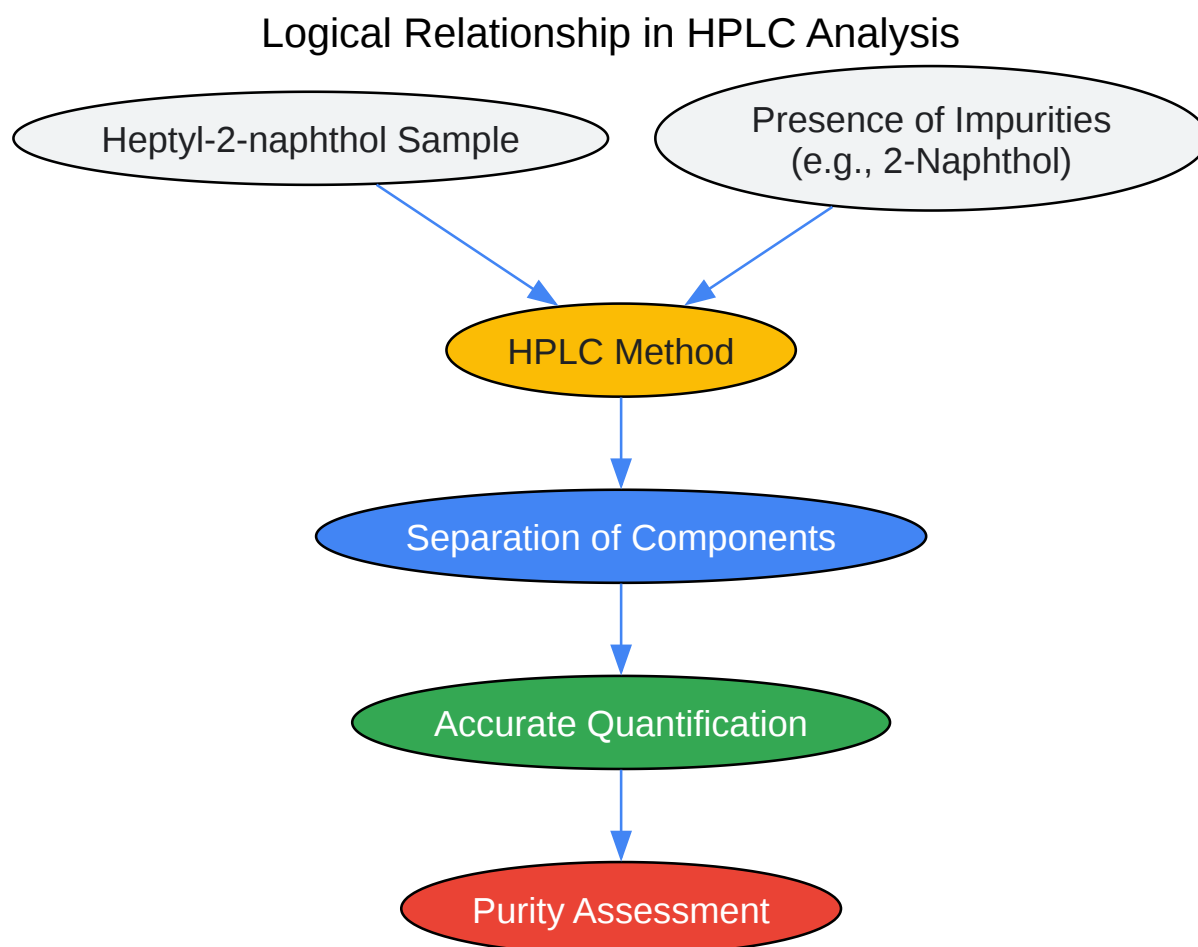 Logical Relationship in HPLC Analysis
Heptyl-2-naphthol Sample
Presence of Impurities
(e.g., 2-Naphthol)
HPLC Method
Separation of Components
Accurate Quantification
Purity Assessment